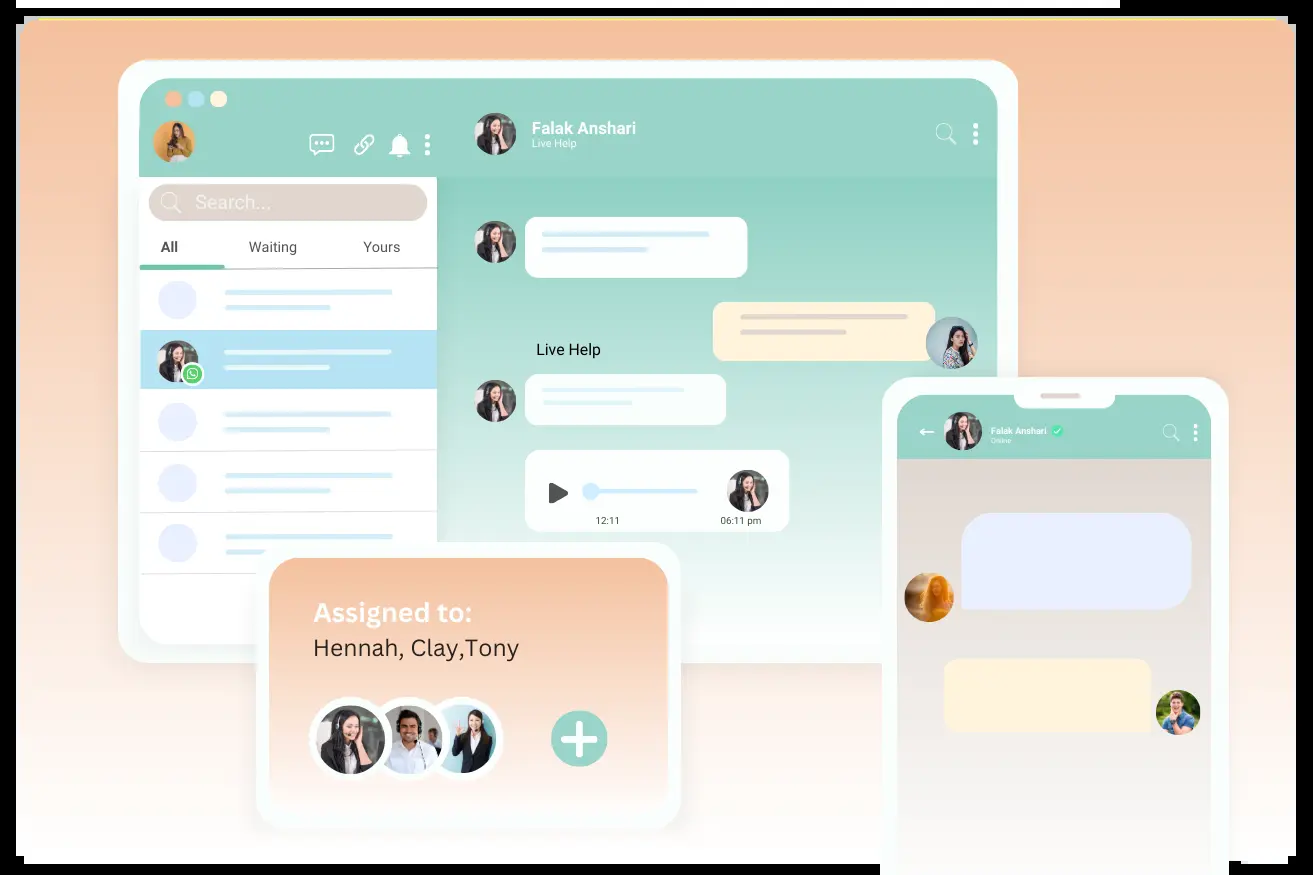 Falak Anshari
Live Help
Search...
All
Waiting
Yours
Live Help
12:11
06:11 pm
Falak Anshari
Online
Assigned to:
Hennah, Clay,Tony